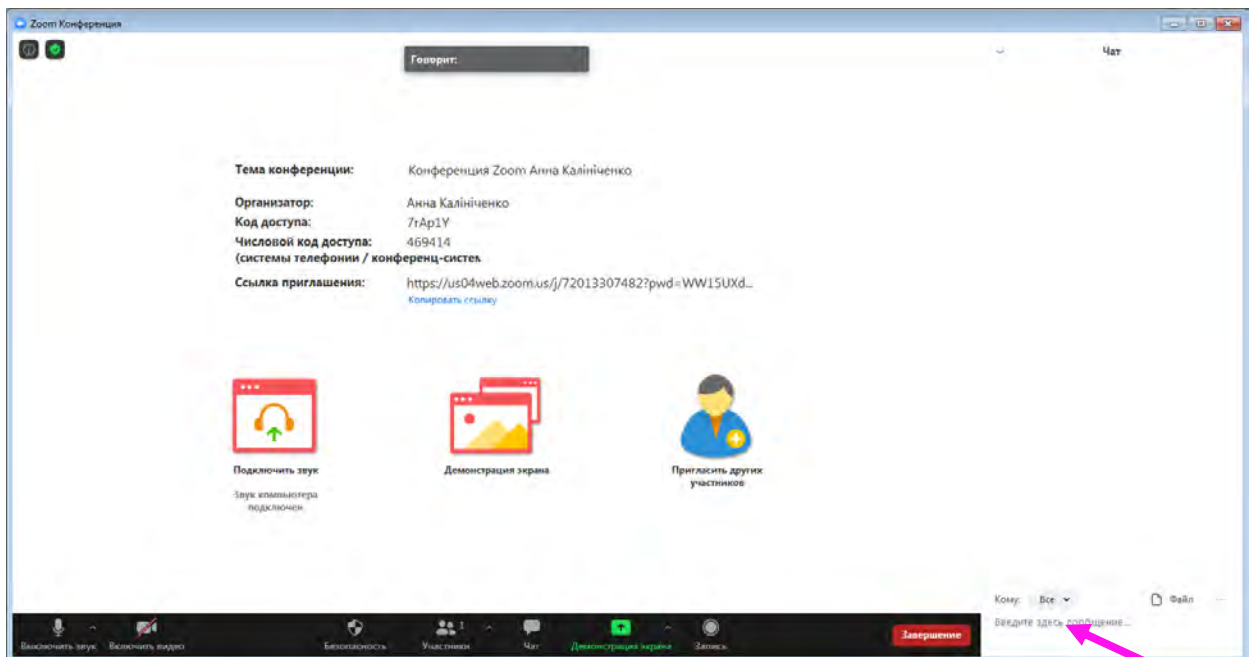 Zoom Конференция
Говорит:
Чат
Тема конференции: Конференция Zoom Анна Калініченко
Организатор: Анна Калініченко
Код доступа: 7rAp1Y
Числовой код доступа: 469414
(системы телефонии / конференц-систем
Ссылка приглашения: https://us04web.zoom.us/j/72013307482?pwd=WW15UXd...
Копировать ссылку
Подключить звук
Звук компьютера
подключен
Демонстрация экрана
Пригласить других
участников
Кому: Все
Файл
Введите здесь сообщение...
Выключить звук Включить видео Безопасность Участники 1 Чат Демонстрация экрана Запись Завершение